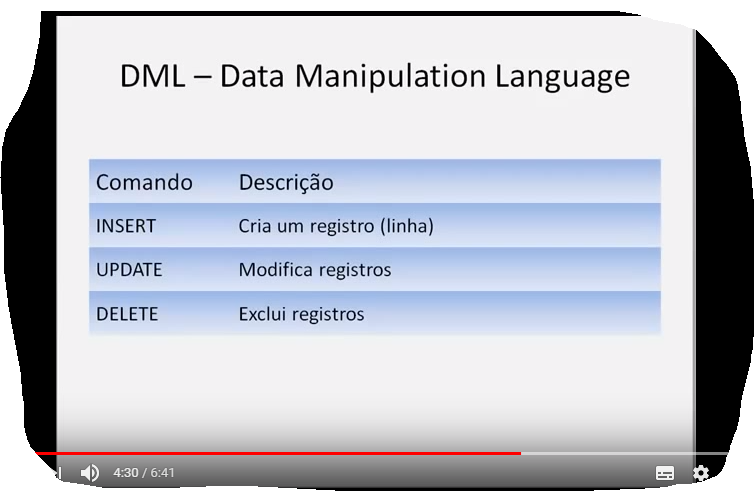 DML – Data Manipulation Language
Comando Descrição
INSERT Cria um registro (linha)
UPDATE Modifica registros
DELETE Exclui registros
4:30 / 6:41